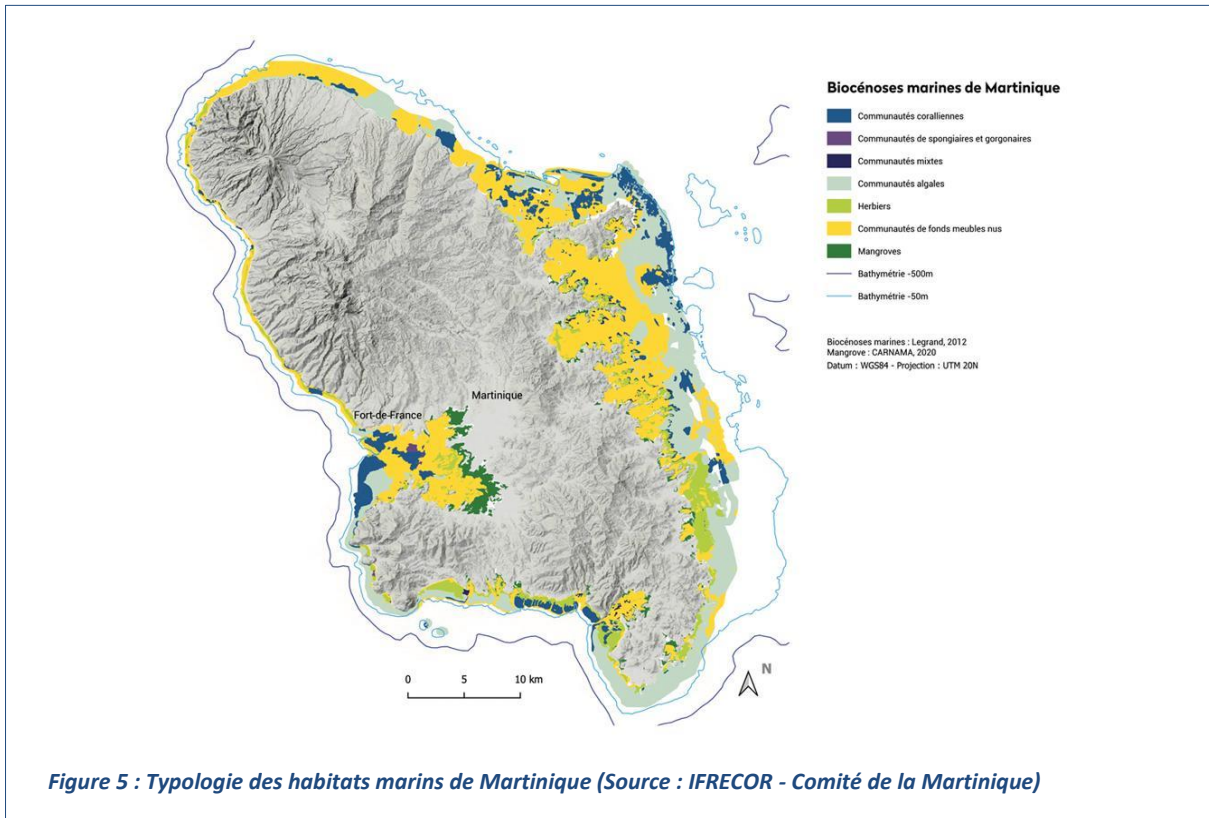 Biocénoses marines de Martinique
Communautés coralliennes
Communautés de spongiaires et gorgonaires
Communautés mixtes
Communautés algales
Herbiers
Communautés de fonds meubles nus
Mangroves
Bathymétrie -500m
Bathymétrie -50m
Biocénoses marines : Legrand, 2012
Mangrove : CARNAMA, 2020
Datum : WGS84 - Projection : UTM 20N
Martinique
Fort-de-France
0 5 10 km
N
Figure 5 : Typologie des habitats marins de Martinique (Source : IFRECOR - Comité de la Martinique)